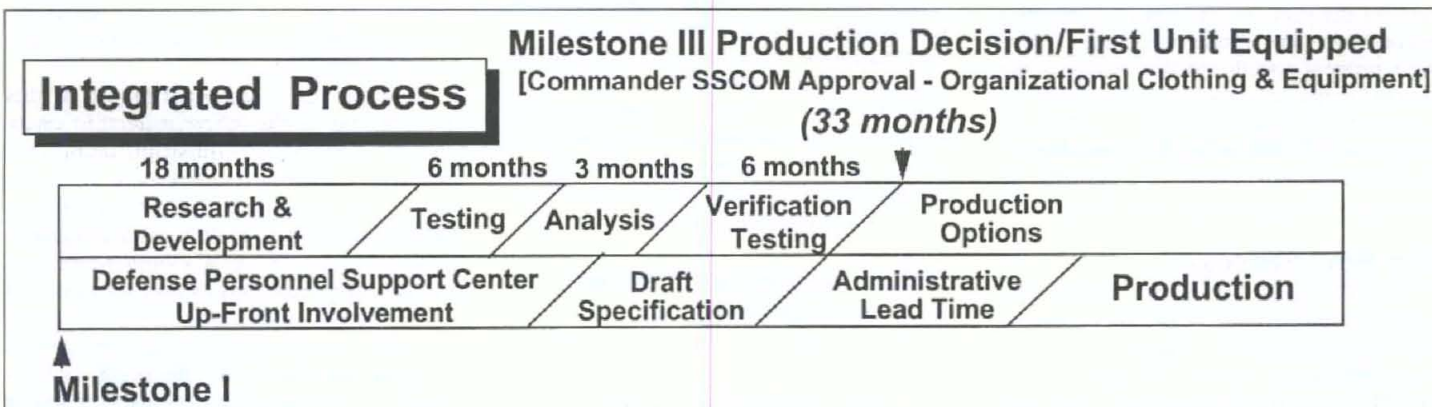 Milestone III Production Decision/First Unit Equipped
Integrated Process
[Commander SSCOM Approval - Organizational Clothing & Equipment]
(33 months)
18 months
6 months
3 months
6 months
Research &
Development
Testing
Analysis
Verification
Testing
Production
Options
Defense Personnel Support Center
Up-Front Involvement
Draft
Specification
Administrative
Lead Time
Production
Milestone I